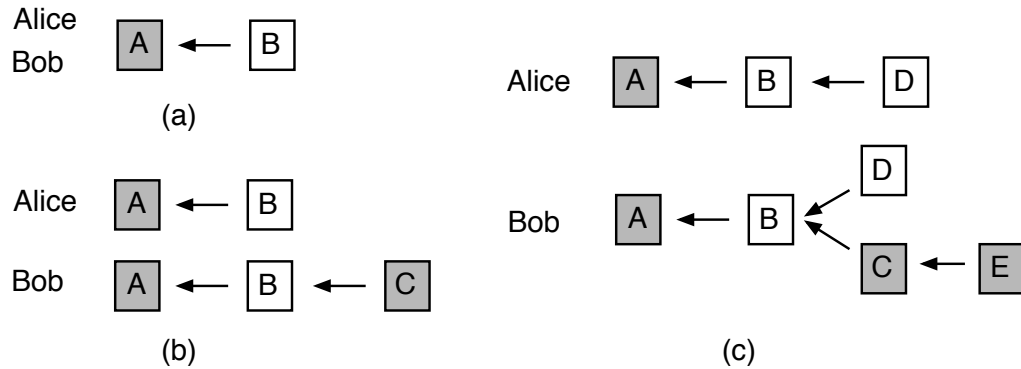 Alice
Bob
A B
(a)
Alice A B
Bob A B C
(b)
Alice A B D
D
Bob A B
C E
(c)